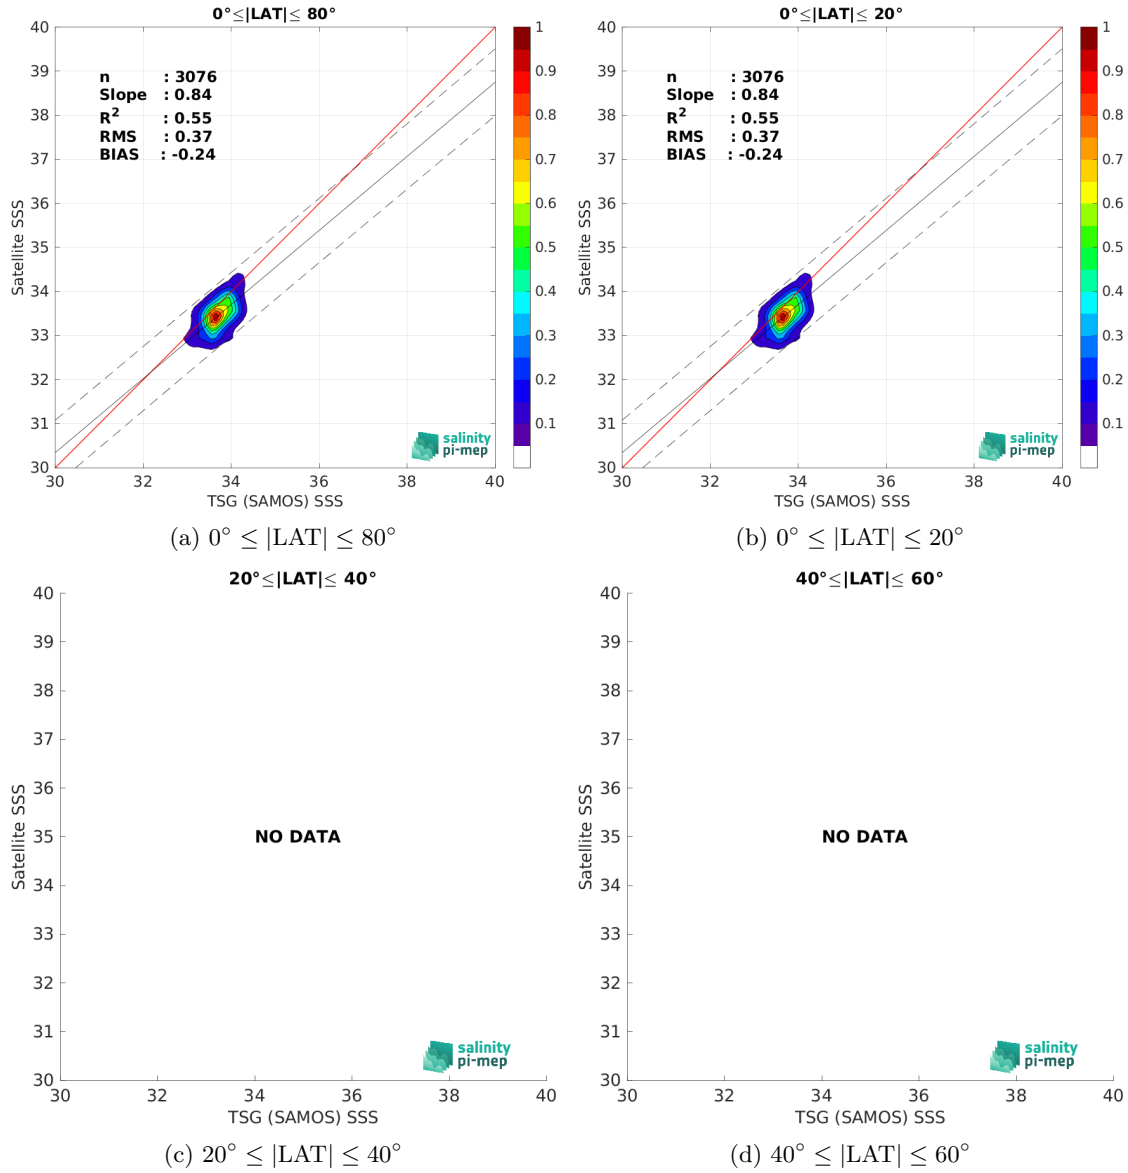 0°≤|LAT|≤ 80°
40
39
38
37
36
35
34
33
32
31
30
Satellite SSS
n : 3076
Slope : 0.84
R² : 0.55
RMS : 0.37
BIAS : -0.24
salinity
pi-mep
30 32 34 36 38 40
TSG (SAMOS) SSS
1
0.9
0.8
0.7
0.6
0.5
0.4
0.3
0.2
0.1
(a) 0° ≤ |LAT| ≤ 80°
0°≤|LAT|≤ 20°
40
39
38
37
36
35
34
33
32
31
30
Satellite SSS
n : 3076
Slope : 0.84
R² : 0.55
RMS : 0.37
BIAS : -0.24
salinity
pi-mep
30 32 34 36 38 40
TSG (SAMOS) SSS
1
0.9
0.8
0.7
0.6
0.5
0.4
0.3
0.2
0.1
(b) 0° ≤ |LAT| ≤ 20°
20°≤|LAT|≤ 40°
40
39
38
37
36
35
34
33
32
31
30
Satellite SSS
NO DATA
salinity
pi-mep
30 32 34 36 38 40
TSG (SAMOS) SSS
(c) 20° ≤ |LAT| ≤ 40°
40°≤|LAT|≤ 60°
40
39
38
37
36
35
34
33
32
31
30
Satellite SSS
NO DATA
salinity
pi-mep
30 32 34 36 38 40
TSG (SAMOS) SSS
(d) 40° ≤ |LAT| ≤ 60°